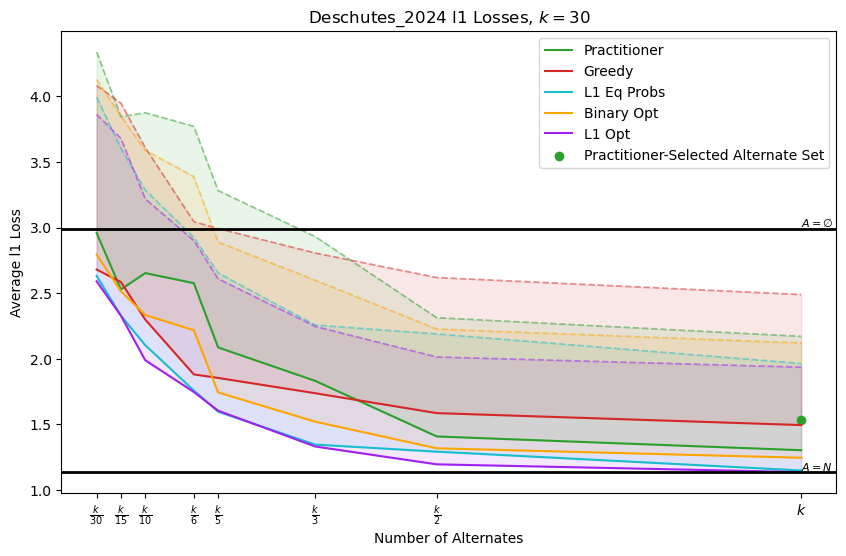 Deschutes_2024 l1 Losses, k = 30
Practitioner
Greedy
L1 Eq Probs
Binary Opt
L1 Opt
Practitioner-Selected Alternate Set
Average l1 Loss
4.0
3.5
3.0
2.5
2.0
1.5
1.0
A = ∅
A = N
k/30 k/15 k/10 k/6 k/5 k/3 k/2 k
Number of Alternates